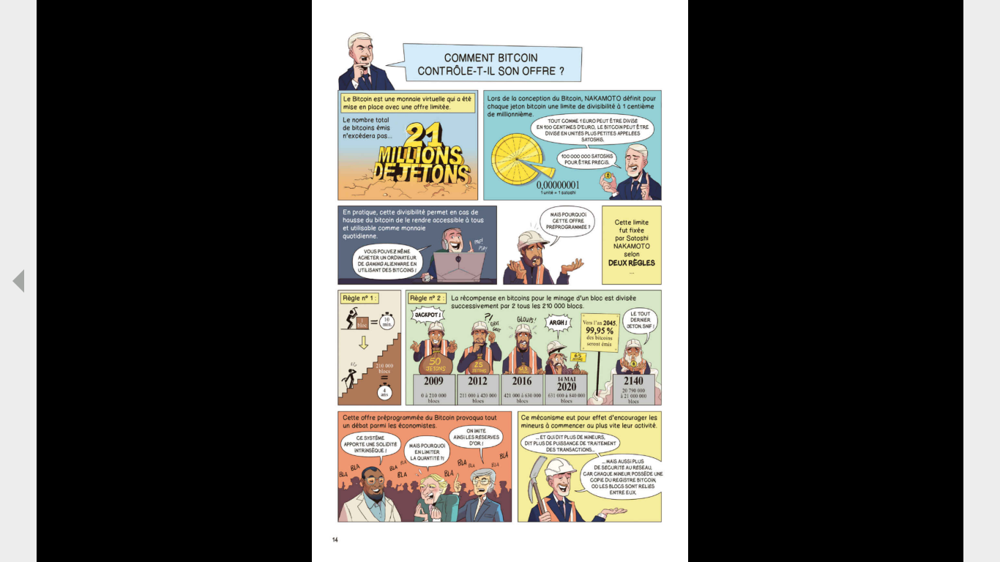 COMMENT BITCOIN
CONTRÔLE-T-IL SON OFFRE ?
Le Bitcoin est une monnaie virtuelle qui a été
mise en place avec une offre limitée.
Le nombre total
de bitcoins émis
n'excédera pas...
21
MILLIONS
DE JETONS
Lors de la conception du Bitcoin, NAKAMOTO définit pour
chaque jeton bitcoin une limite de divisibilité à 1 centième
de millionnième.
TOUT COMME 1 EURO PEUT ÊTRE DIVISÉ
EN 100 CENTIMES D'EURO, LE BITCOIN PEUT ÊTRE
DIVISÉ EN UNITÉS PLUS PETITES APPELÉES
SATOSHIS.
100 000 000 SATOSHIS
POUR ÊTRE PRÉCIS.
0,00000001
1 unité = 1 satoshi
En pratique, cette divisibilité permet en cas de
hausse du bitcoin de le rendre accessible à tous
et utilisable comme monnaie
quotidienne.
VOUS POUVEZ MÊME
ACHETER UN ORDINATEUR
DE GAMING ALIENWARE EN
UTILISANT DES BITCOINS !
MAIS POURQUOI
CETTE OFFRE
PRÉPROGRAMMÉE ?
Cette limite
fut fixée
par Satoshi
NAKAMOTO
selon
DEUX RÈGLES
...
Règle n° 1 :
1
bloc
=
10
min.
210 000
blocs
=
4
ans
Règle n° 2 :
La récompense en bitcoins pour le minage d'un bloc est divisée
successivement par 2 tous les 210 000 blocs.
JACKPOT !
50
JETONS
2009
0 à 210 000
blocs
?!
GRAT
GRAT
25
JETONS
2012
211 000 à 420 000
blocs
GLOUPS !
12,5
2016
421 000 à 630 000
blocs
ARGH !
6,5
JETONS
14 MAI
2020
631 000 à 840 000
blocs
Vers l'an 2045,
99,95 %
des bitcoins
seront émis
LE TOUT
DERNIER
JETON, SNIF !
2140
20 790 000
à 21 000 000
blocs
Cette offre préprogrammée du Bitcoin provoqua tout
un débat parmi les économistes.
CE SYSTÈME
APPORTE UNE SOLIDITÉ
INTRINSÈQUE !
MAIS POURQUOI
EN LIMITER
LA QUANTITÉ ?!
ON IMITE
AINSI LES RÉSERVES
D'OR !
BLA
BLA
BLA
BLA
BLA
BLA
BLA
BLA
BLA
BLA
Ce mécanisme eut pour effet d'encourager les
mineurs à commencer au plus vite leur activité.
... ET QUI DIT PLUS DE MINEURS,
DIT PLUS DE PUISSANCE DE TRAITEMENT
DES TRANSACTIONS...
... MAIS AUSSI PLUS
DE SÉCURITÉ AU RÉSEAU,
CAR CHAQUE MINEUR POSSÈDE UNE
COPIE DU REGISTRE BITCOIN,
OÙ LES BLOCS SONT RELIÉS
ENTRE EUX.
14